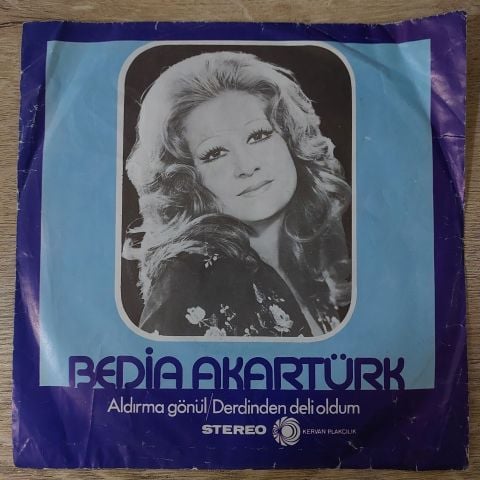 BEDİA AKARTÜRK
Aldırma gönül/Derdinden deli oldum
STEREO KERVAN PLAKÇILIK